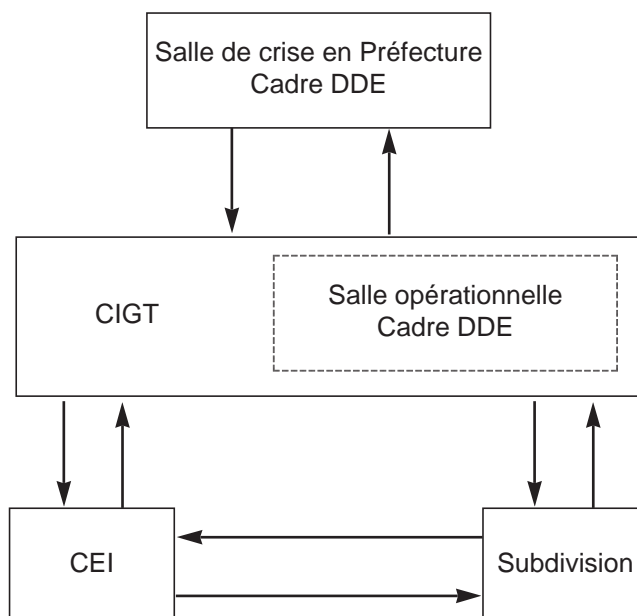 Salle de crise en Préfecture
Cadre DDE
CIGT
Salle opérationnelle
Cadre DDE
CEI
Subdivision